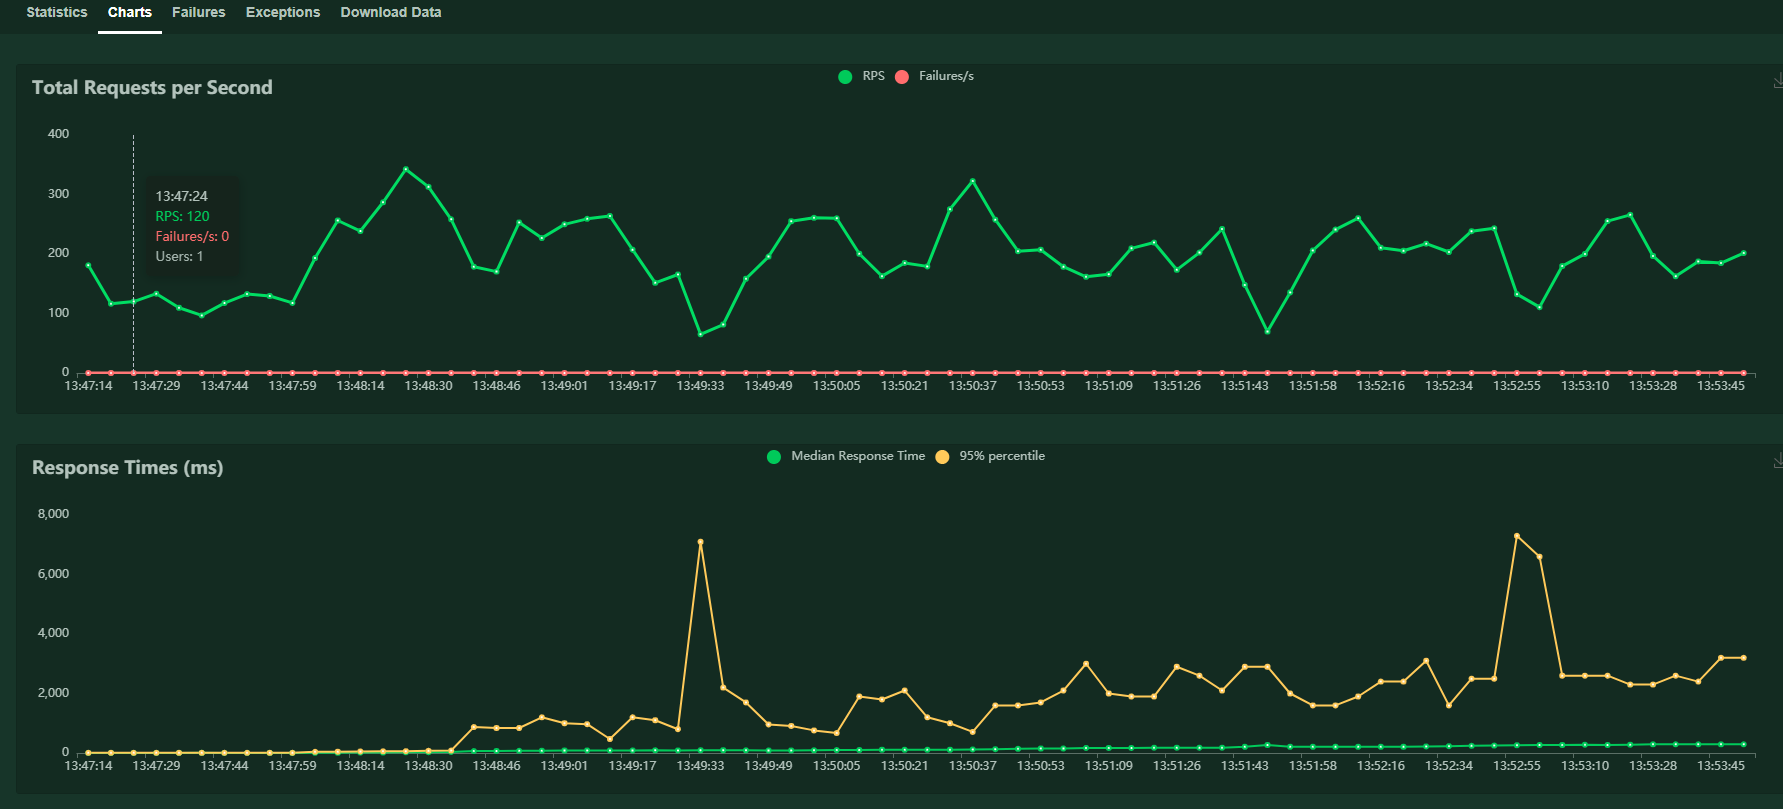 Statistics Charts Failures Exceptions Download Data
Total Requests per Second
RPS Failures/s
400
300
200
100
0
13:47:24
RPS: 120
Failures/s: 0
Users: 1
13:47:14 13:47:29 13:47:44 13:47:59 13:48:14 13:48:30 13:48:46 13:49:01 13:49:17 13:49:33 13:49:49 13:50:05 13:50:21 13:50:37 13:50:53 13:51:09 13:51:26 13:51:43 13:51:58 13:52:16 13:52:34 13:52:55 13:53:10 13:53:28 13:53:45
Response Times (ms)
Median Response Time 95% percentile
8,000
6,000
4,000
2,000
0
13:47:14 13:47:29 13:47:44 13:47:59 13:48:14 13:48:30 13:48:46 13:49:01 13:49:17 13:49:33 13:49:49 13:50:05 13:50:21 13:50:37 13:50:53 13:51:09 13:51:26 13:51:43 13:51:58 13:52:16 13:52:34 13:52:55 13:53:10 13:53:28 13:53:45